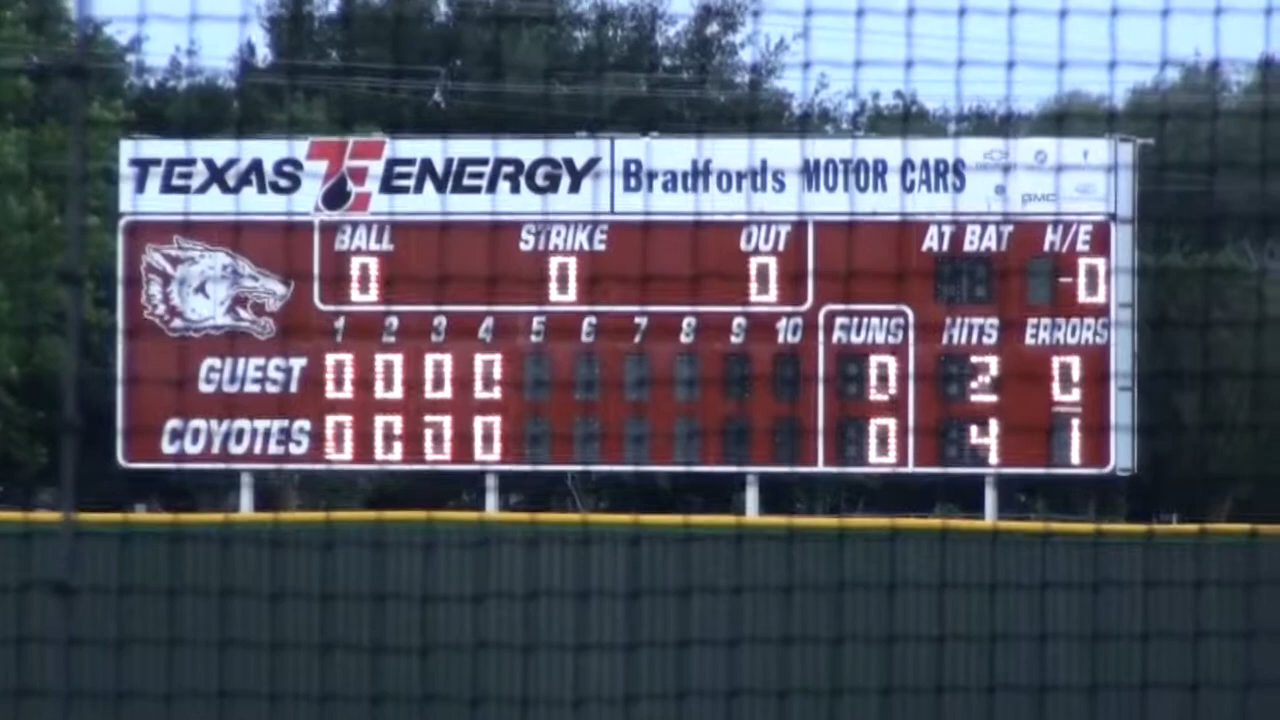 TEXAS TE ENERGY Bradfords MOTOR CARS
GMC
BALL STRIKE OUT AT BAT H/E
0 0 0 -0
1 2 3 4 5 6 7 8 9 10 RUNS HITS ERRORS
GUEST 0 0 0 0 0 2 0
COYOTES 0 0 0 0 0 4 1